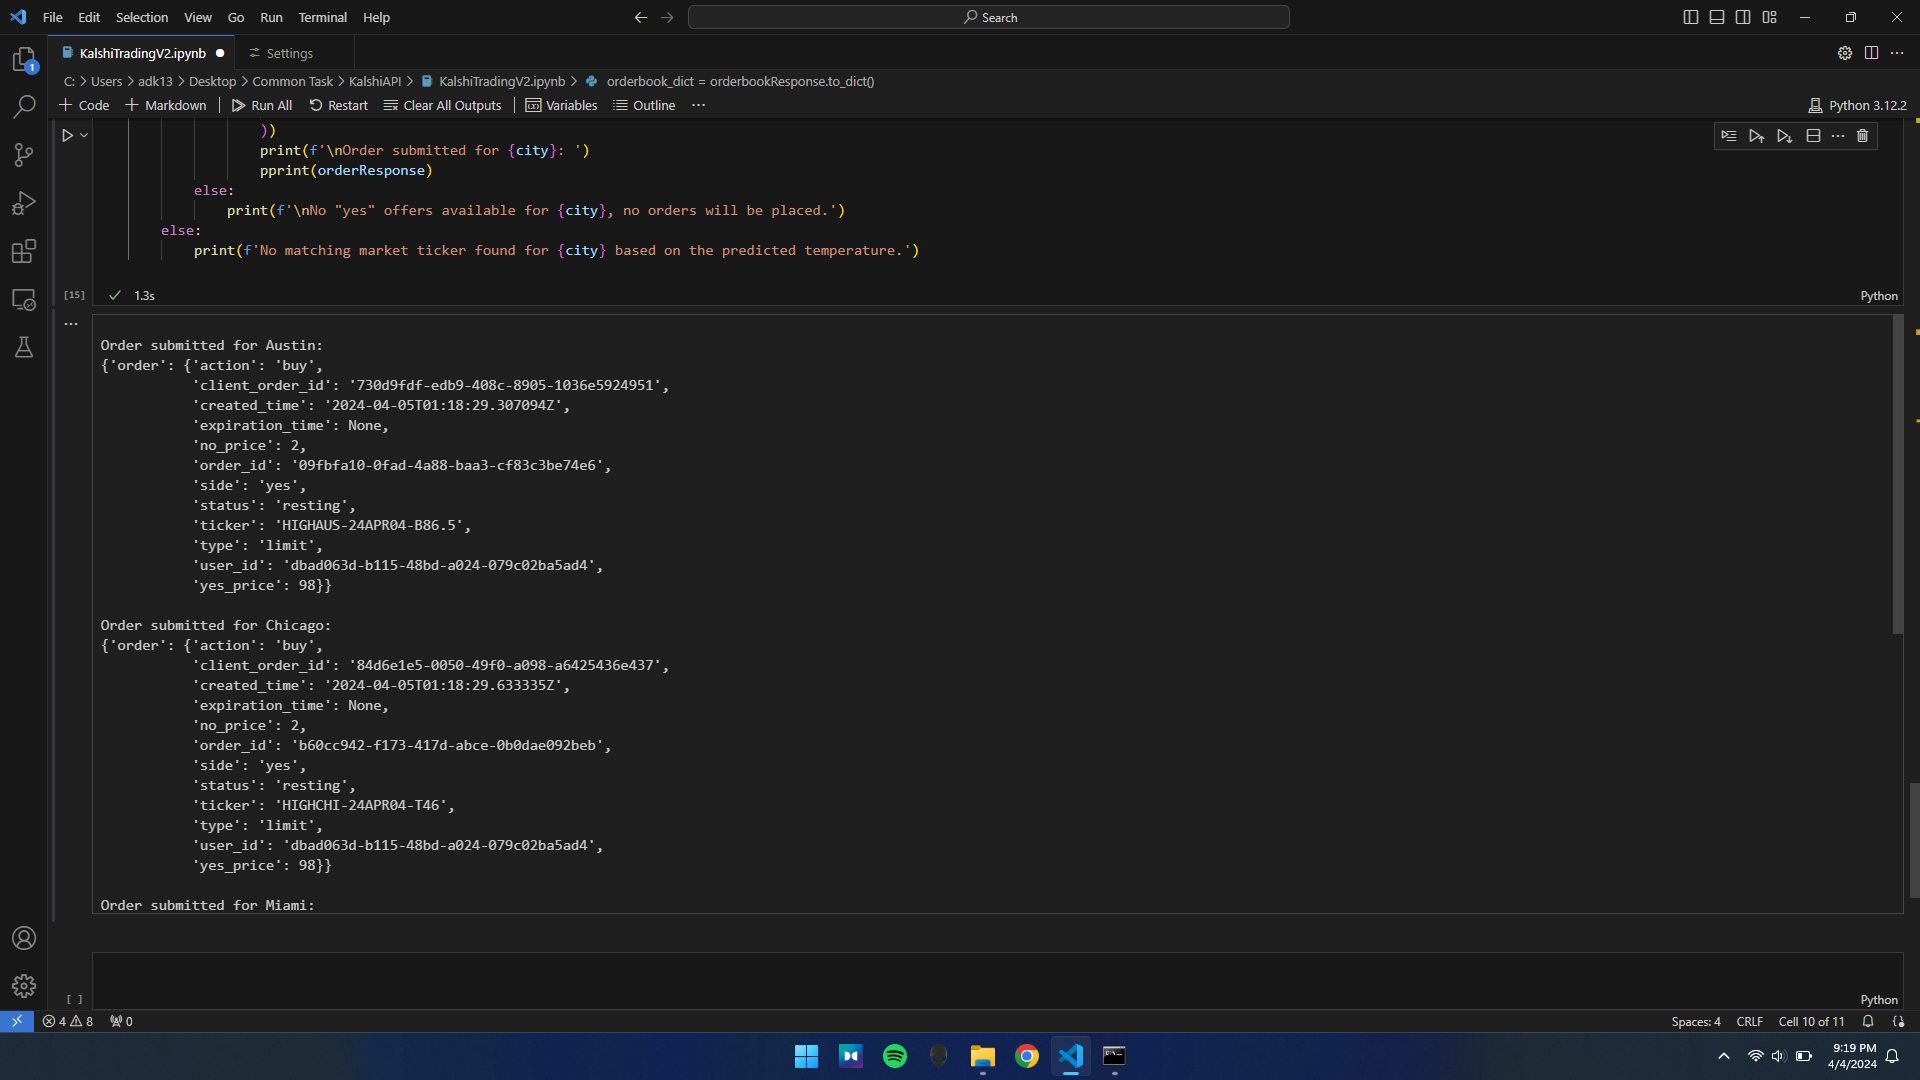 File Edit Selection View Go Run Terminal Help
Search
KalshiTradingV2.ipynb
Settings
C: > Users > adk13 > Desktop > Common Task > KalshiAPI > KalshiTradingV2.ipynb > orderbook_dict = orderbookResponse.to_dict()
+ Code + Markdown | Run All Restart Clear All Outputs | Variables Outline ...
Python 3.12.2
))
print(f'\nOrder submitted for {city}: ')
pprint(orderResponse)
else:
print(f'\nNo "yes" offers available for {city}, no orders will be placed.')
else:
print(f'No matching market ticker found for {city} based on the predicted temperature.')
[15] ✓ 1.3s
Python
...
Order submitted for Austin:
{'order': {'action': 'buy',
'client_order_id': '730d9fdf-edb9-408c-8905-1036e5924951',
'created_time': '2024-04-05T01:18:29.307094Z',
'expiration_time': None,
'no_price': 2,
'order_id': '09fbfa10-0fad-4a88-baa3-cf83c3be74e6',
'side': 'yes',
'status': 'resting',
'ticker': 'HIGHAUS-24APR04-B86.5',
'type': 'limit',
'user_id': 'dbad063d-b115-48bd-a024-079c02ba5ad4',
'yes_price': 98}}
Order submitted for Chicago:
{'order': {'action': 'buy',
'client_order_id': '84d6e1e5-0050-49f0-a098-a6425436e437',
'created_time': '2024-04-05T01:18:29.633335Z',
'expiration_time': None,
'no_price': 2,
'order_id': 'b60cc942-f173-417d-abce-0b0dae092beb',
'side': 'yes',
'status': 'resting',
'ticker': 'HIGHCHI-24APR04-T46',
'type': 'limit',
'user_id': 'dbad063d-b115-48bd-a024-079c02ba5ad4',
'yes_price': 98}}
Order submitted for Miami:
[ ]
Python
4 8 0
Spaces: 4 CRLF Cell 10 of 11
9:19 PM
4/4/2024
1